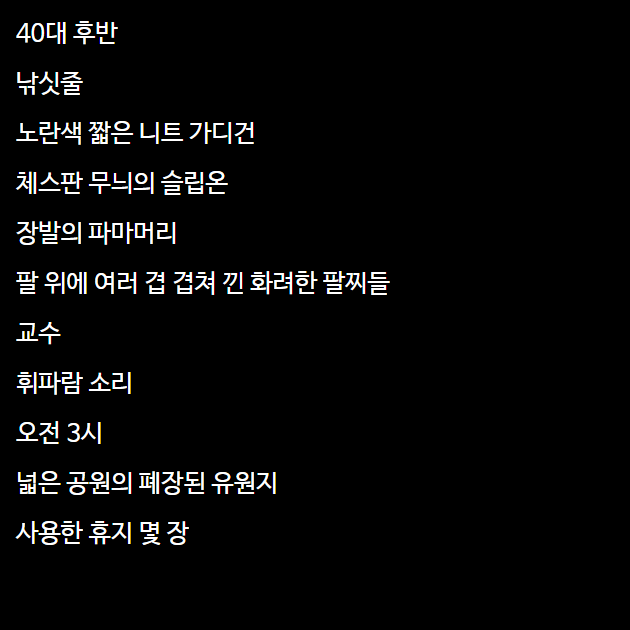 40대 후반
낚싯줄
노란색 짧은 니트 가디건
체스판 무늬의 슬립온
장발의 파마머리
팔 위에 여러 겹 겹쳐 낀 화려한 팔찌들
교수
휘파람 소리
오전 3시
넓은 공원의 폐장된 유원지
사용한 휴지 몇 장